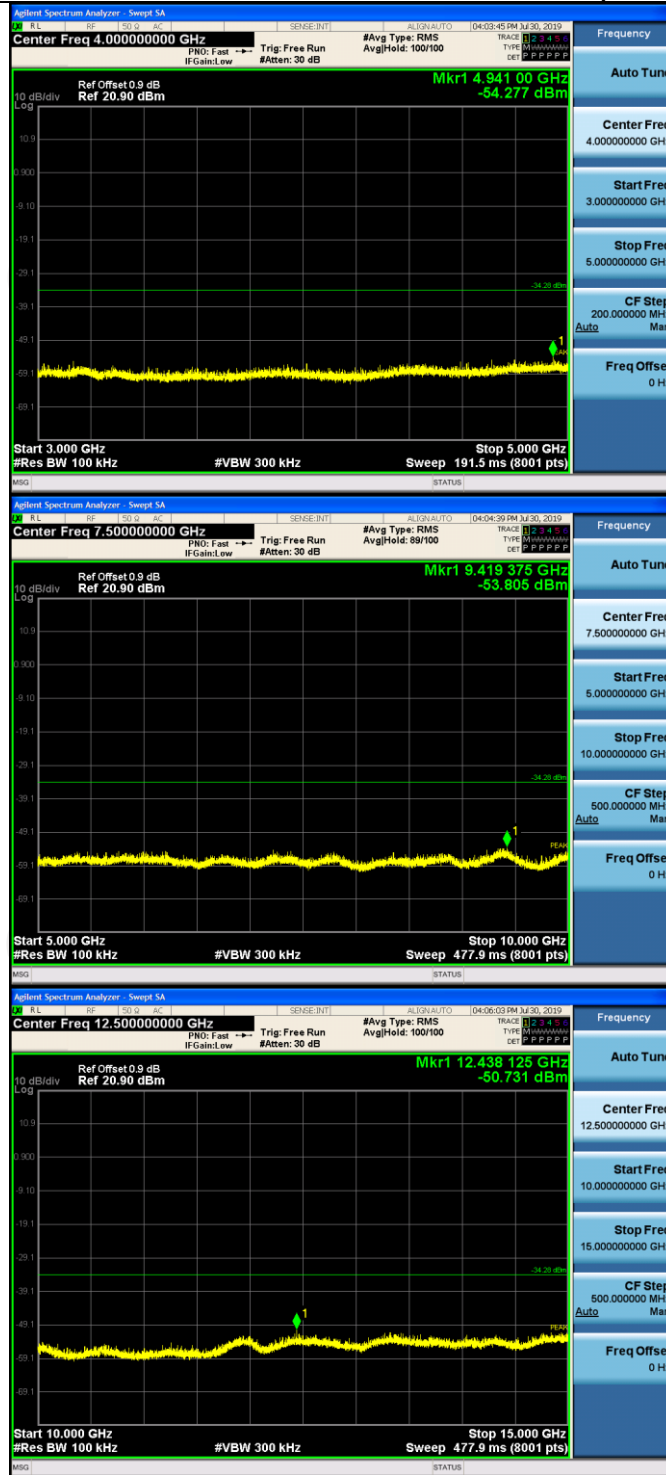 Agilent Spectrum Analyzer - Swept SA
RL RF 50 Ω AC SENSE:INT ALIGN AUTO 04:03:45 PM Jul 30, 2019
Center Freq 4.000000000 GHz #Avg Type: RMS TRACE 1 2 3 4 5 6 Frequency
PNO: Fast Trig: Free Run Avg|Hold: 100/100 TYPE M
IFGain:Low #Atten: 30 dB DET P P P P P P
Auto Tune
Ref Offset 0.9 dB Mkr1 4.941 00 GHz
10 dB/div Ref 20.90 dBm -54.277 dBm
Log
Center Freq
4.000000000 GH
10.9
0.900
Start Freq
3.000000000 GH
-9.10
-19.1
Stop Freq
5.000000000 GH
-29.1
-34.20 dBm
CF Step
200.000000 MH
Auto Man
-39.1
-49.1
1
PEAK
-59.1
Freq Offse
0 H
-69.1
Start 3.000 GHz Stop 5.000 GHz
#Res BW 100 kHz #VBW 300 kHz Sweep 191.5 ms (8001 pts)
MSG STATUS
Agilent Spectrum Analyzer - Swept SA
RL RF 50 Ω AC SENSE:INT ALIGN AUTO 04:04:39 PM Jul 30, 2019
Center Freq 7.500000000 GHz #Avg Type: RMS TRACE 1 2 3 4 5 6 Frequency
PNO: Fast Trig: Free Run Avg|Hold: 89/100 TYPE M
IFGain:Low #Atten: 30 dB DET P P P P P P
Auto Tune
Ref Offset 0.9 dB Mkr1 9.419 375 GHz
10 dB/div Ref 20.90 dBm -53.805 dBm
Log
Center Freq
7.500000000 GH
10.9
0.900
Start Freq
5.000000000 GH
-9.10
-19.1
Stop Freq
10.000000000 GH
-29.1
-34.20 dBm
CF Step
500.000000 MH
Auto Man
-39.1
-49.1
1
PEAK
-59.1
Freq Offse
0 H
-69.1
Start 5.000 GHz Stop 10.000 GHz
#Res BW 100 kHz #VBW 300 kHz Sweep 477.9 ms (8001 pts)
MSG STATUS
Agilent Spectrum Analyzer - Swept SA
RL RF 50 Ω AC SENSE:INT ALIGN AUTO 04:06:03 PM Jul 30, 2019
Center Freq 12.500000000 GHz #Avg Type: RMS TRACE 1 2 3 4 5 6 Frequency
PNO: Fast Trig: Free Run Avg|Hold: 100/100 TYPE M
IFGain:Low #Atten: 30 dB DET P P P P P P
Auto Tune
Ref Offset 0.9 dB Mkr1 12.438 125 GHz
10 dB/div Ref 20.90 dBm -50.731 dBm
Log
Center Freq
12.500000000 GH
10.9
0.900
Start Freq
10.000000000 GH
-9.10
-19.1
Stop Freq
15.000000000 GH
-29.1
-34.20 dBm
CF Step
500.000000 MH
Auto Man
-39.1
-49.1
1
PEAK
-59.1
Freq Offse
0 H
-69.1
Start 10.000 GHz Stop 15.000 GHz
#Res BW 100 kHz #VBW 300 kHz Sweep 477.9 ms (8001 pts)
MSG STATUS